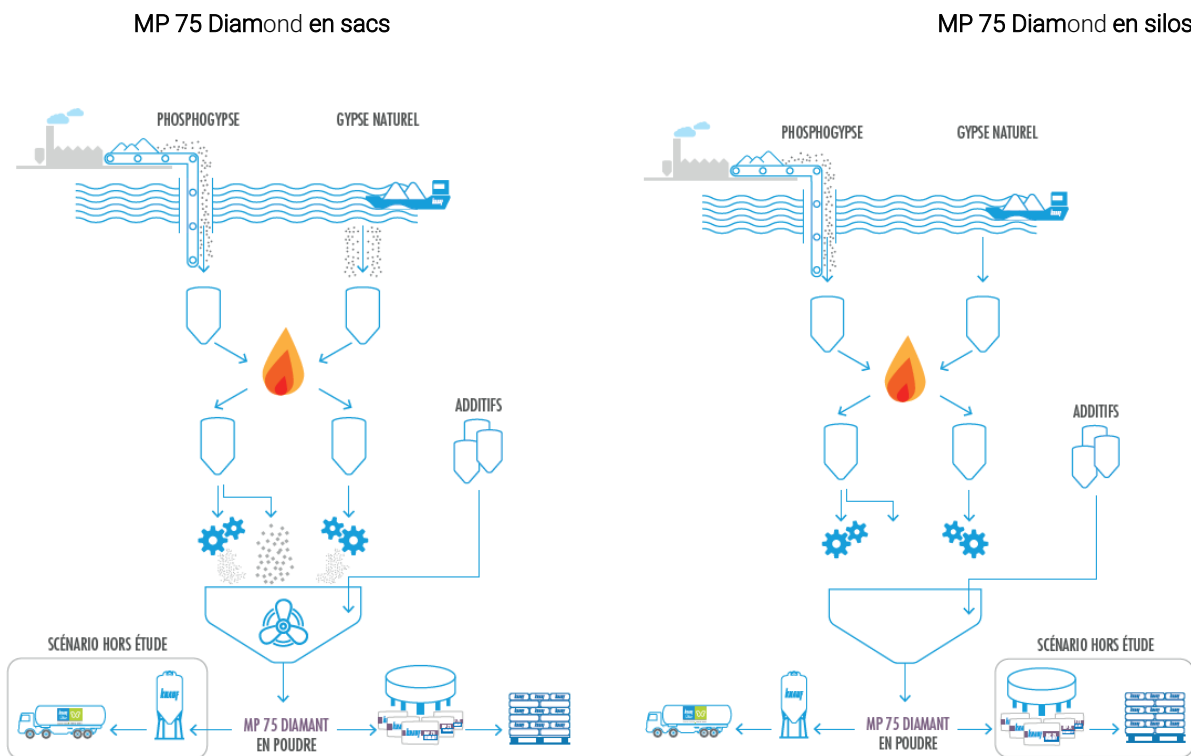 MP 75 Diamond en sacs
MP 75 Diamond en silos
PHOSPHOGYPSE
GYPSE NATUREL
ADDITIFS
SCÉNARIO HORS ÉTUDE
MP 75 DIAMANT
EN POUDRE
PHOSPHOGYPSE
GYPSE NATUREL
ADDITIFS
SCÉNARIO HORS ÉTUDE
MP 75 DIAMANT
EN POUDRE